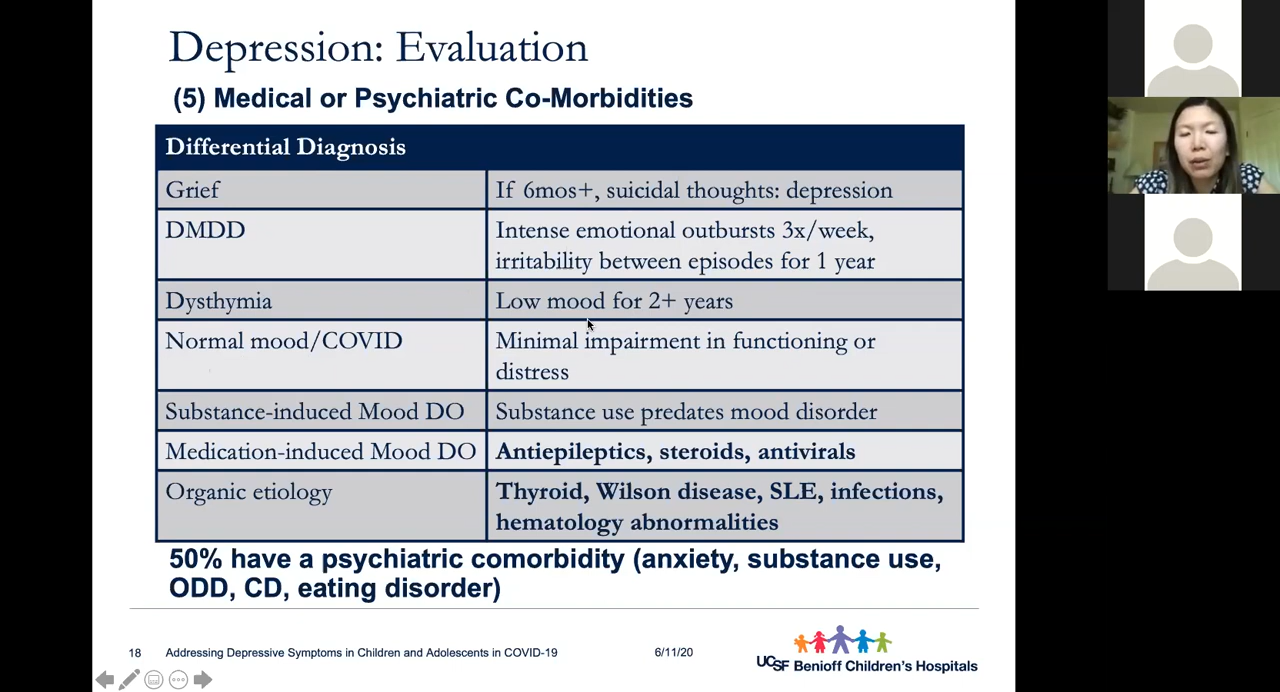 Depression: Evaluation
(5) Medical or Psychiatric Co-Morbidities
Differential Diagnosis
Grief
If 6mos+, suicidal thoughts: depression
DMDD
Intense emotional outbursts 3x/week,
irritability between episodes for 1 year
Dysthymia
Low mood for 2+ years
Normal mood/COVID
Minimal impairment in functioning or
distress
Substance-induced Mood DO
Substance use predates mood disorder
Medication-induced Mood DO
Antiepileptics, steroids, antivirals
Organic etiology
Thyroid, Wilson disease, SLE, infections,
hematology abnormalities
50% have a psychiatric comorbidity (anxiety, substance use,
ODD, CD, eating disorder)
18 Addressing Depressive Symptoms in Children and Adolescents in COVID-19 6/11/20
UCSF Benioff Children's Hospitals